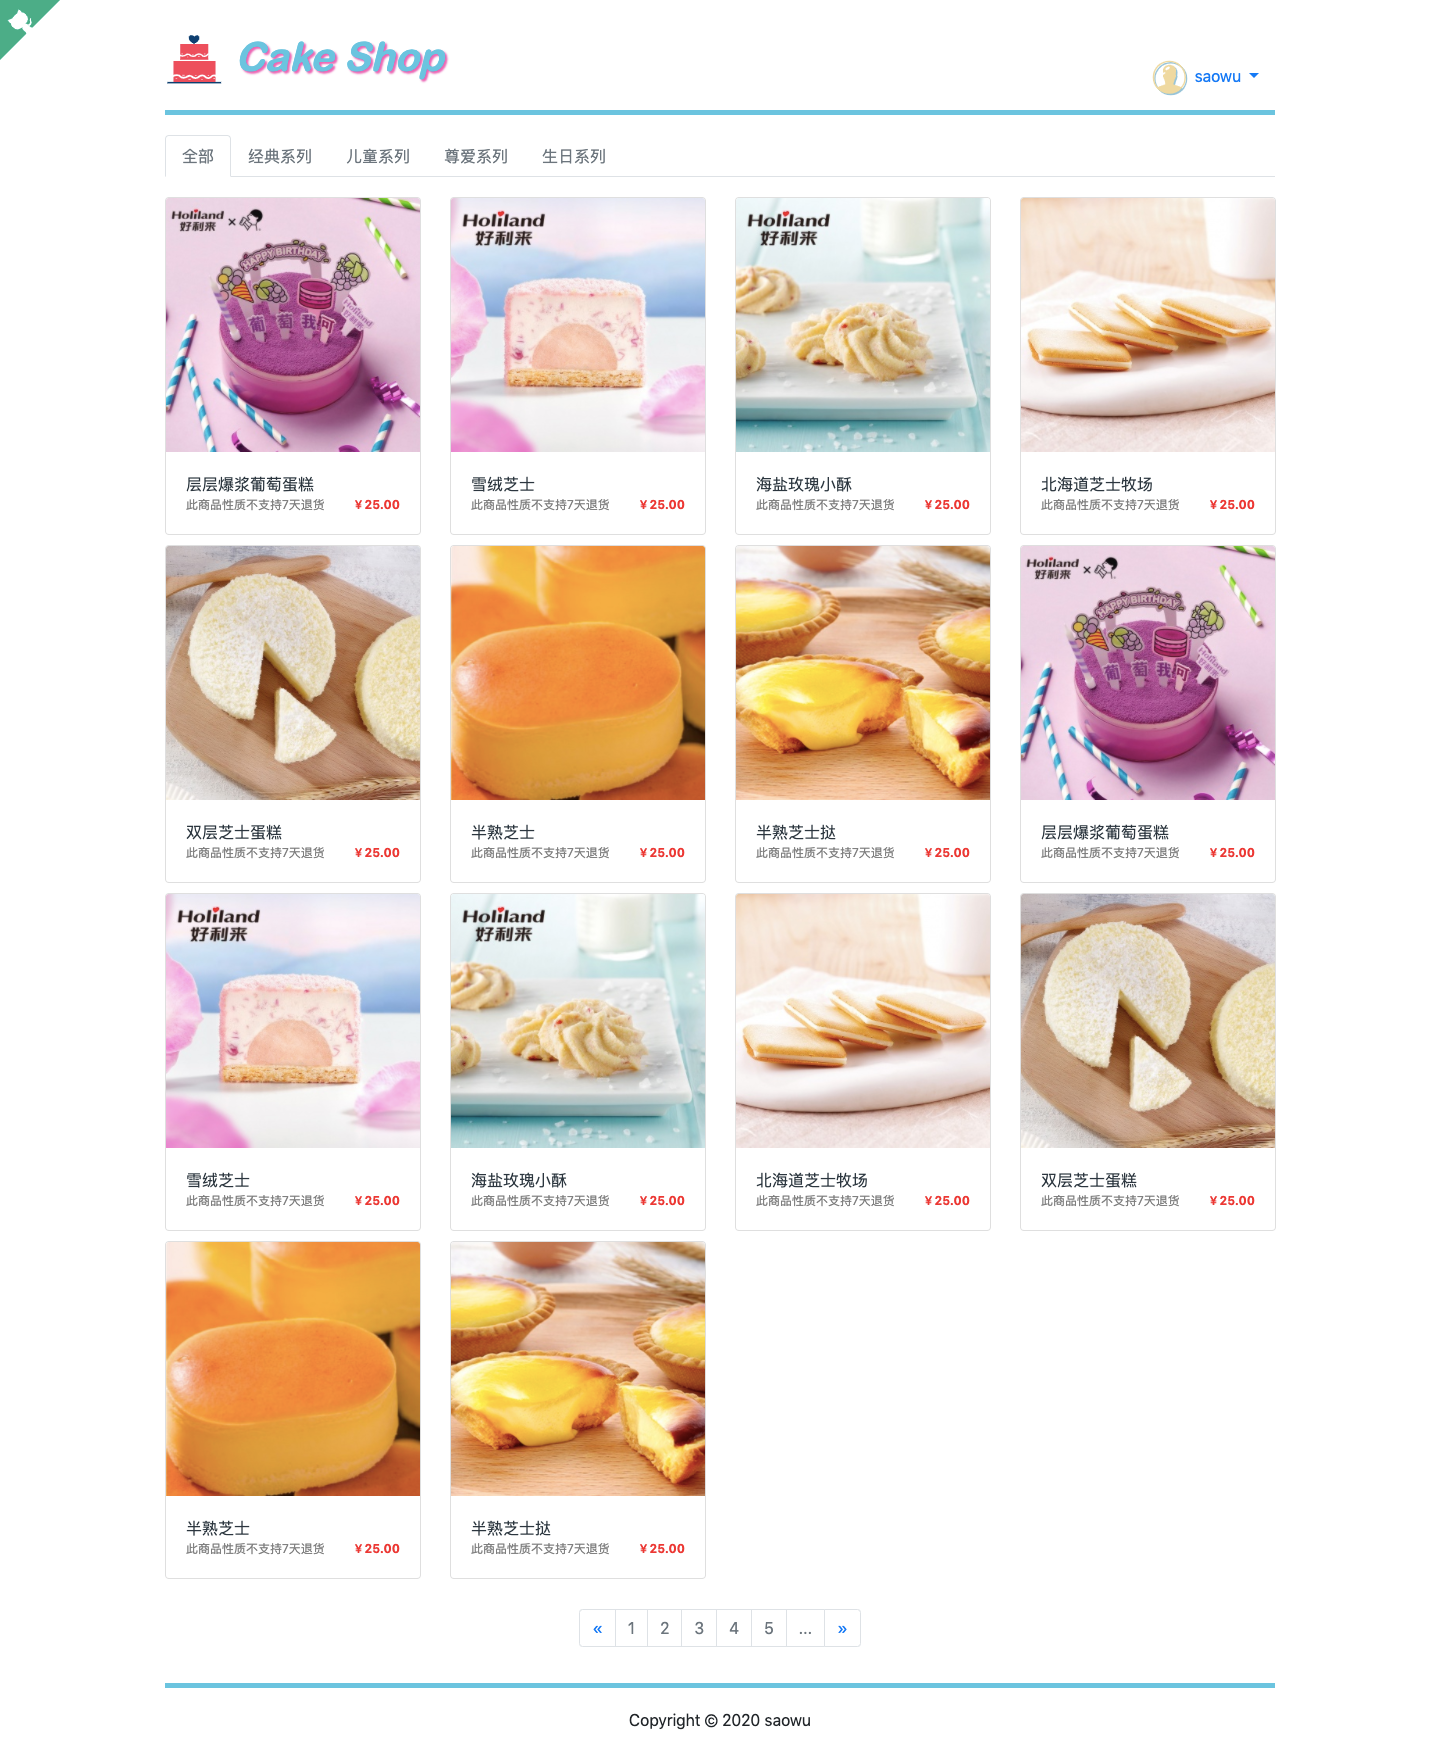 Cake Shop
saowu
全部
经典系列
儿童系列
尊爱系列
生日系列
Holiland
好利来
×
HAPPY BIRTHDAY
葡萄我可
层层爆浆葡萄蛋糕
此商品性质不支持7天退货
¥ 25.00
Holiland
好利来
雪绒芝士
此商品性质不支持7天退货
¥ 25.00
Holiland
好利来
海盐玫瑰小酥
此商品性质不支持7天退货
¥ 25.00
北海道芝士牧场
此商品性质不支持7天退货
¥ 25.00
双层芝士蛋糕
此商品性质不支持7天退货
¥ 25.00
半熟芝士
此商品性质不支持7天退货
¥ 25.00
半熟芝士挞
此商品性质不支持7天退货
¥ 25.00
Holiland
好利来
×
HAPPY BIRTHDAY
Holiland
葡萄我可
层层爆浆葡萄蛋糕
此商品性质不支持7天退货
¥ 25.00
Holiland
好利来
雪绒芝士
此商品性质不支持7天退货
¥ 25.00
Holiland
好利来
海盐玫瑰小酥
此商品性质不支持7天退货
¥ 25.00
北海道芝士牧场
此商品性质不支持7天退货
¥ 25.00
双层芝士蛋糕
此商品性质不支持7天退货
¥ 25.00
半熟芝士
此商品性质不支持7天退货
¥ 25.00
半熟芝士挞
此商品性质不支持7天退货
¥ 25.00
« 1 2 3 4 5 ... »
Copyright © 2020 saowu